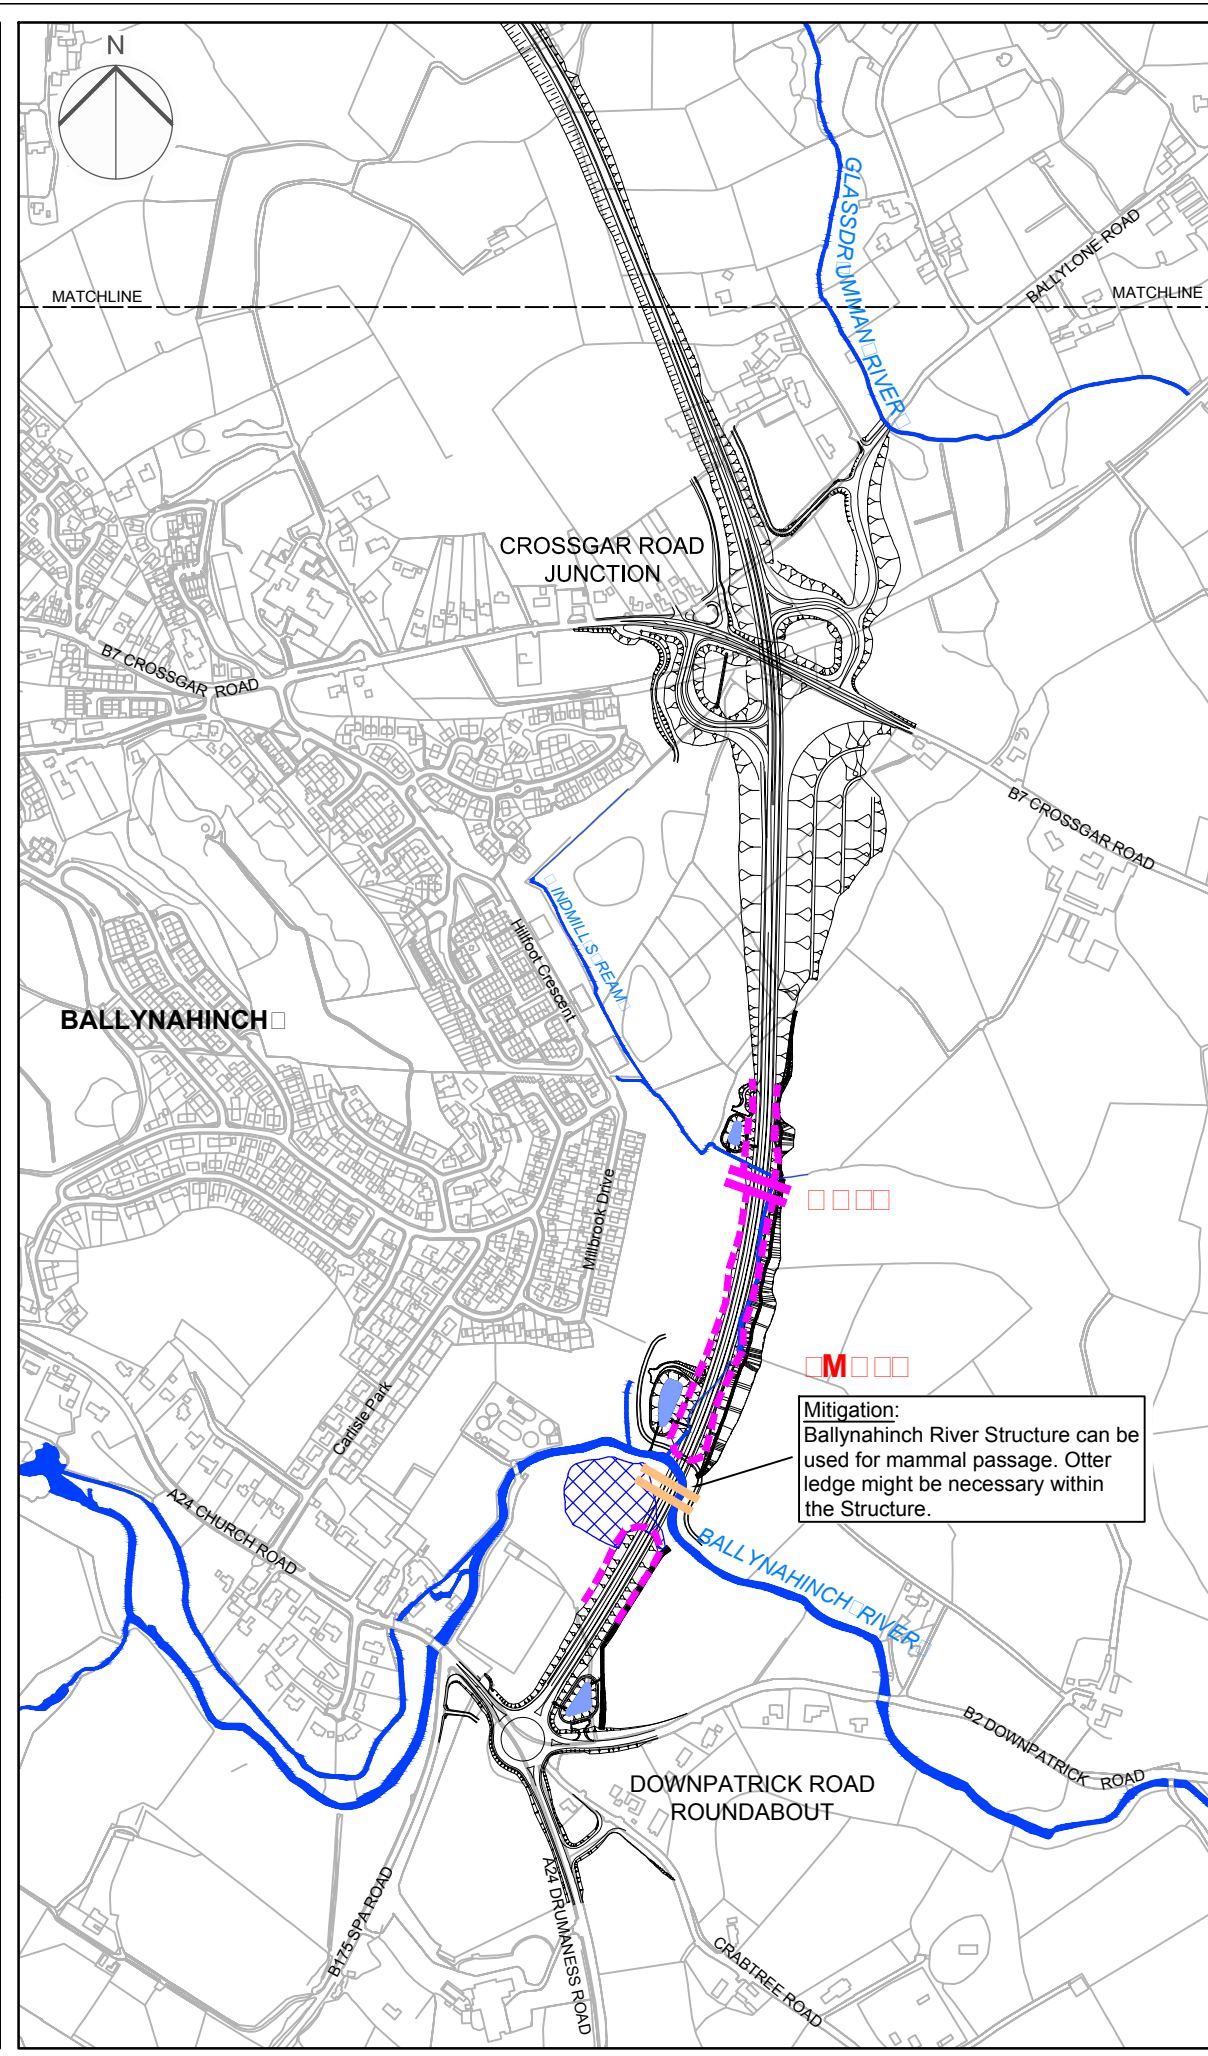 N
GLASSDRUMMAN RIVER
BALLYLONE ROAD
MATCHLINE
MATCHLINE
CROSSGAR ROAD
JUNCTION
B7 CROSSGAR ROAD
B7 CROSSGAR ROAD
INDMILL S REAM
Hillfoot Crescent
BALLYNAHINCH
Millbrook Drive
M
Mitigation:
Ballynahinch River Structure can be
used for mammal passage. Otter
ledge might be necessary within
the Structure.
Carlisle Park
A24 CHURCH ROAD
BALLYNAHINCH RIVER
B2 DOWNPATRICK ROAD
DOWNPATRICK ROAD
ROUNDABOUT
B175 SPA ROAD
A24 DRUMANESS ROAD
CRABTREE ROAD